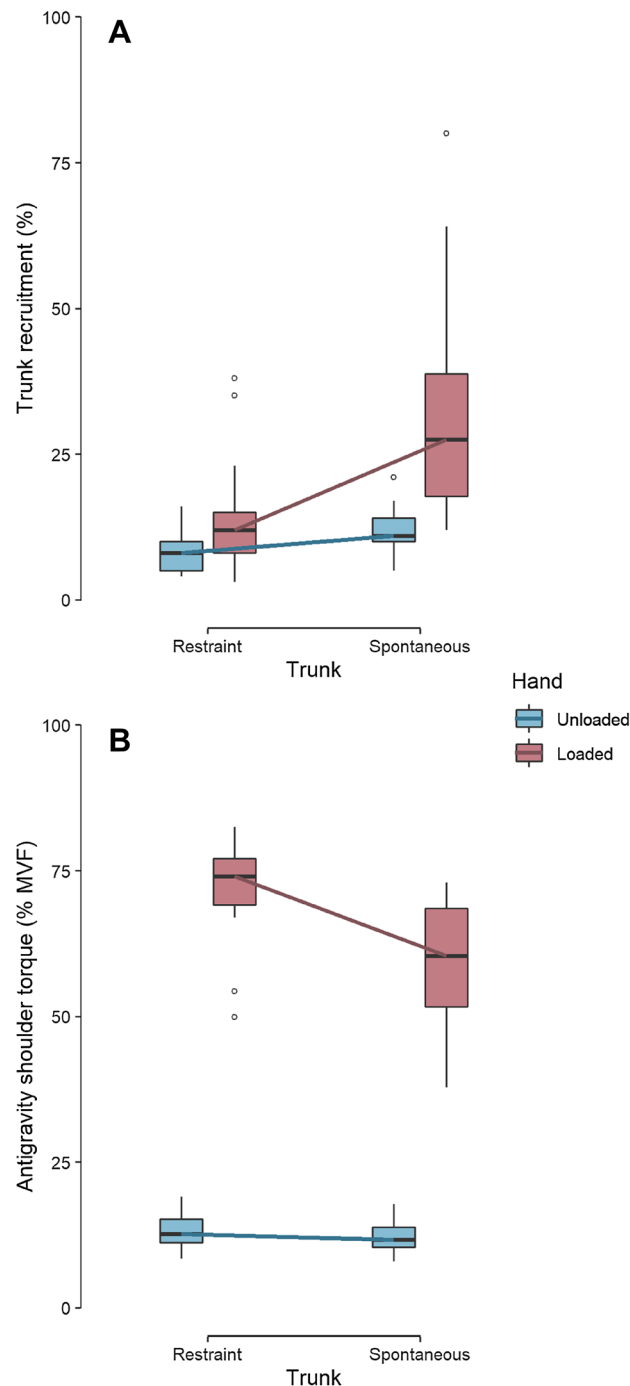 A
100
75
50
25
0
Trunk recruitment (%)
Restraint
Spontaneous
Trunk
Hand
Unloaded
Loaded
B
100
75
50
25
0
Antigravity shoulder torque (% MVF)
Restraint
Spontaneous
Trunk